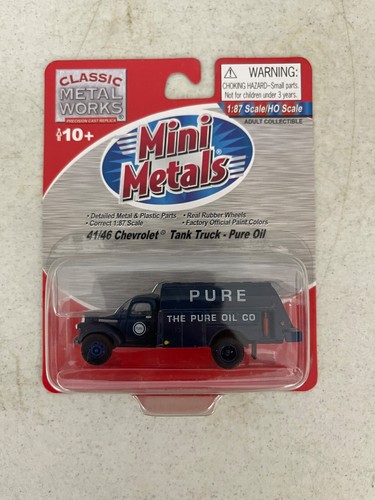 CLASSIC
METAL
WORKS
PRECISION CAST REPLICA
AGE 10+
WARNING:
CHOKING HAZARD-Small parts.
Not for children under 3 years.
1:87 Scale/HO Scale
ADULT COLLECTIBLE
Mini
Metals
• Detailed Metal & Plastic Parts
• Correct 1:87 Scale
• Real Rubber Wheels
• Factory Official Paint Colors
41/46 Chevrolet® Tank Truck - Pure Oil
PURE
THE PURE OIL CO